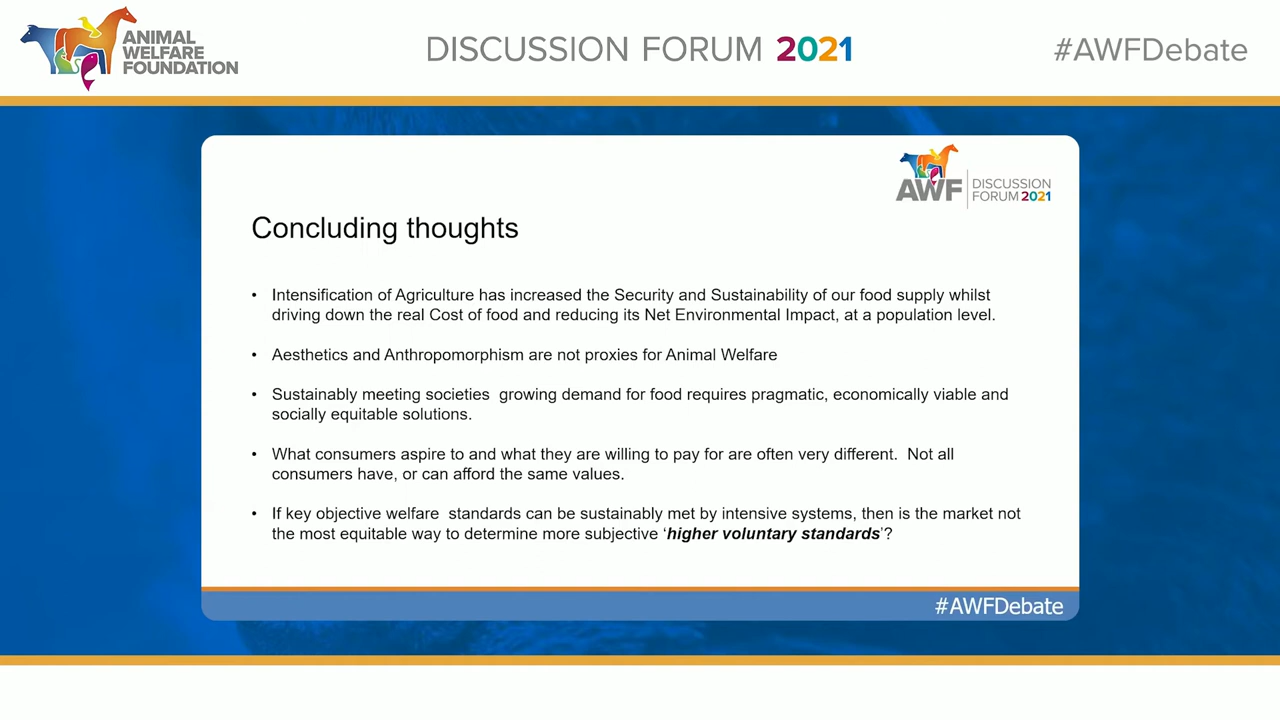 ANIMAL
WELFARE
FOUNDATION
DISCUSSION FORUM 2021
#AWFDebate
AWF
DISCUSSION
FORUM 2021
Concluding thoughts
• Intensification of Agriculture has increased the Security and Sustainability of our food supply whilst
driving down the real Cost of food and reducing its Net Environmental Impact, at a population level.
• Aesthetics and Anthropomorphism are not proxies for Animal Welfare
• Sustainably meeting societies  growing demand for food requires pragmatic, economically viable and
socially equitable solutions.
• What consumers aspire to and what they are willing to pay for are often very different.  Not all
consumers have, or can afford the same values.
• If key objective welfare  standards can be sustainably met by intensive systems, then is the market not
the most equitable way to determine more subjective ‘higher voluntary standards’?
#AWFDebate